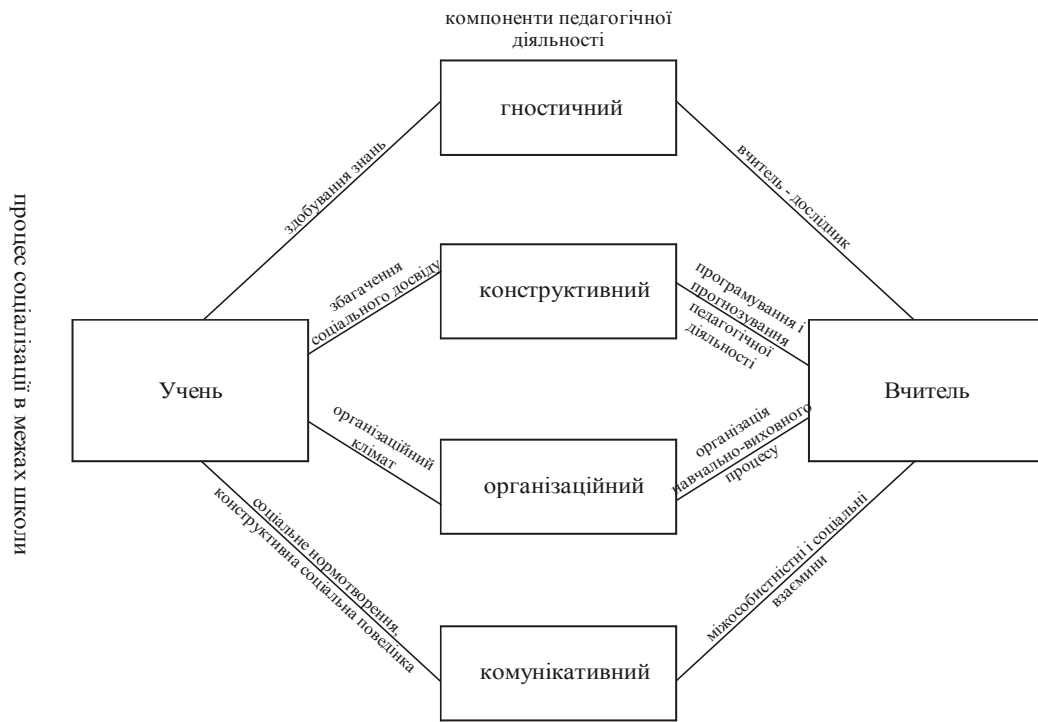 компоненти педагогічної
діяльності
гностичний
здобування знань
вчитель - дослідник
процес соціалізації в межах школи
збагачення
соціального досвіду
конструктивний
програмування і
прогнозування
педагогічної
діяльності
Учень
Вчитель
організаційний
клімат
організаційний
організація
навчально-виховного
процесу
соціальне нормотворення,
конструктивна соціальна поведінка
комунікативний
міжособистністні і соціальні
взаємини